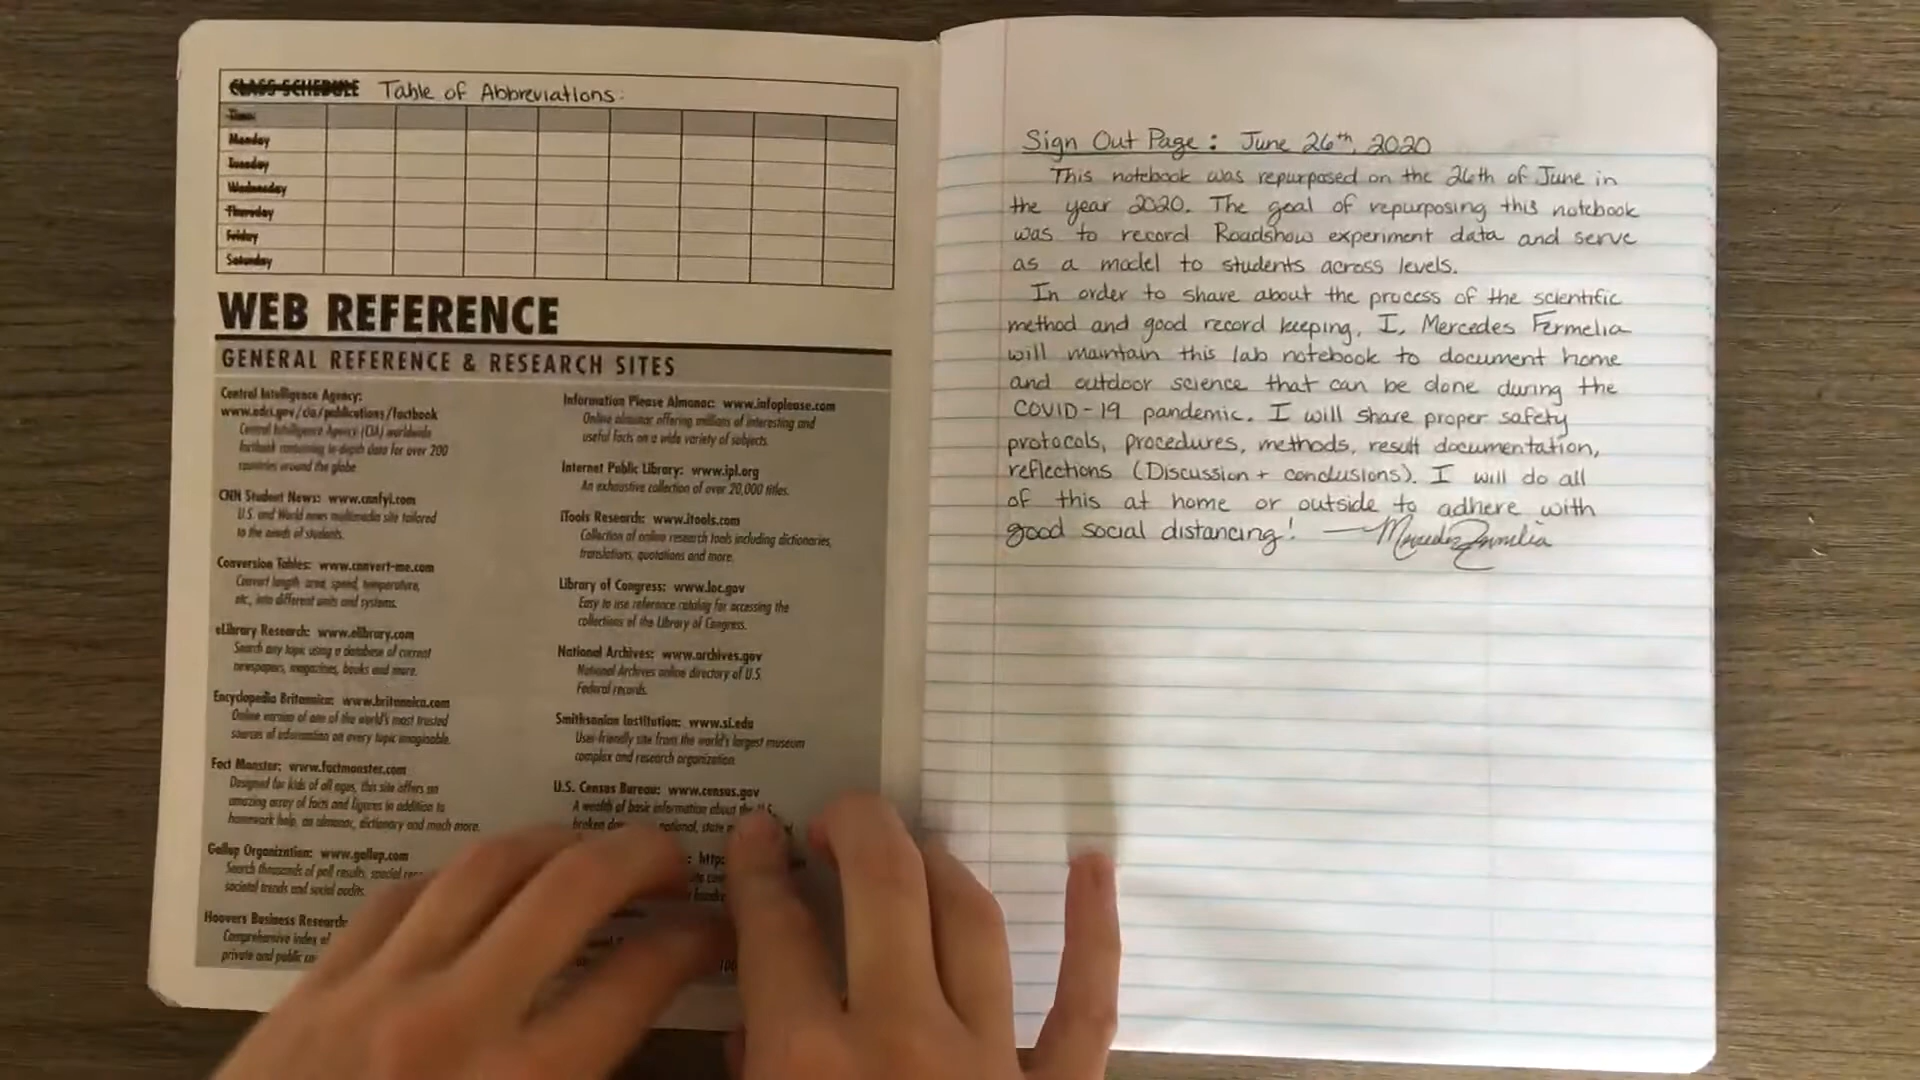 CLASS SCHEDULE Table of Abbreviations:
Time:
Monday
Tuesday
Wednesday
Thursday
Friday
Saturday
WEB REFERENCE
GENERAL REFERENCE & RESEARCH SITES
Central Intelligence Agency:
www.odci.gov/cia/publications/factbook
Central Intelligence Agency (CIA) worldwide
factbook containing in-depth data for over 200
countries around the globe.
CNN Student News: www.cnnfyi.com
U.S. and World news multimedia site tailored
to the needs of students.
Conversion Tables: www.convert-me.com
Convert length, area, speed, temperature,
etc., into different units and systems.
eLibrary Research: www.elibrary.com
Search any topic using a database of current
newspapers, magazines, books and more.
Encyclopedia Britannica: www.britannica.com
Online version of one of the world's most trusted
sources of information on every topic imaginable.
Fact Monster: www.factmonster.com
Designed for kids of all ages, this site offers an
amazing array of facts and figures in addition to
homework help, an almanac, dictionary and much more.
Gallup Organization: www.gallup.com
Search thousands of poll results, special
societal trends and social audits.
Hoovers Business Research:
Comprehensive index of
private and public
Information Please Almanac: www.infoplease.com
Online almanac offering millions of interesting and
useful facts on a wide variety of subjects.
Internet Public Library: www.ipl.org
An exhaustive collection of over 20,000 titles.
iTools Research: www.itools.com
Collection of online research tools including dictionaries,
translations, quotations and more.
Library of Congress: www.loc.gov
Easy to use reference catalog for accessing the
collections of the Library of Congress.
National Archives: www.archives.gov
National Archives online directory of U.S.
Federal records.
Smithsonian Institution: www.si.edu
User-friendly site from the world's largest museum
complex and research organization.
U.S. Census Bureau: www.census.gov
A wealth of basic information about the U.S.
national, state
http:
Sign Out Page: June 26th, 2020
This notebook was repurposed on the 26th of June in
the year 2020. The goal of repurposing this notebook
was to record Roadshow experiment data and serve
as a model to students across levels.
In order to share about the process of the scientific
method and good record keeping, I, Mercedes Fermelia
will maintain this lab notebook to document home
and outdoor science that can be done during the
COVID-19 pandemic. I will share proper safety
protocols, procedures, methods, result documentation,
reflections (Discussion + conclusions). I will do all
of this at home or outside to adhere with
good social distancing! — Mercedes Fermelia